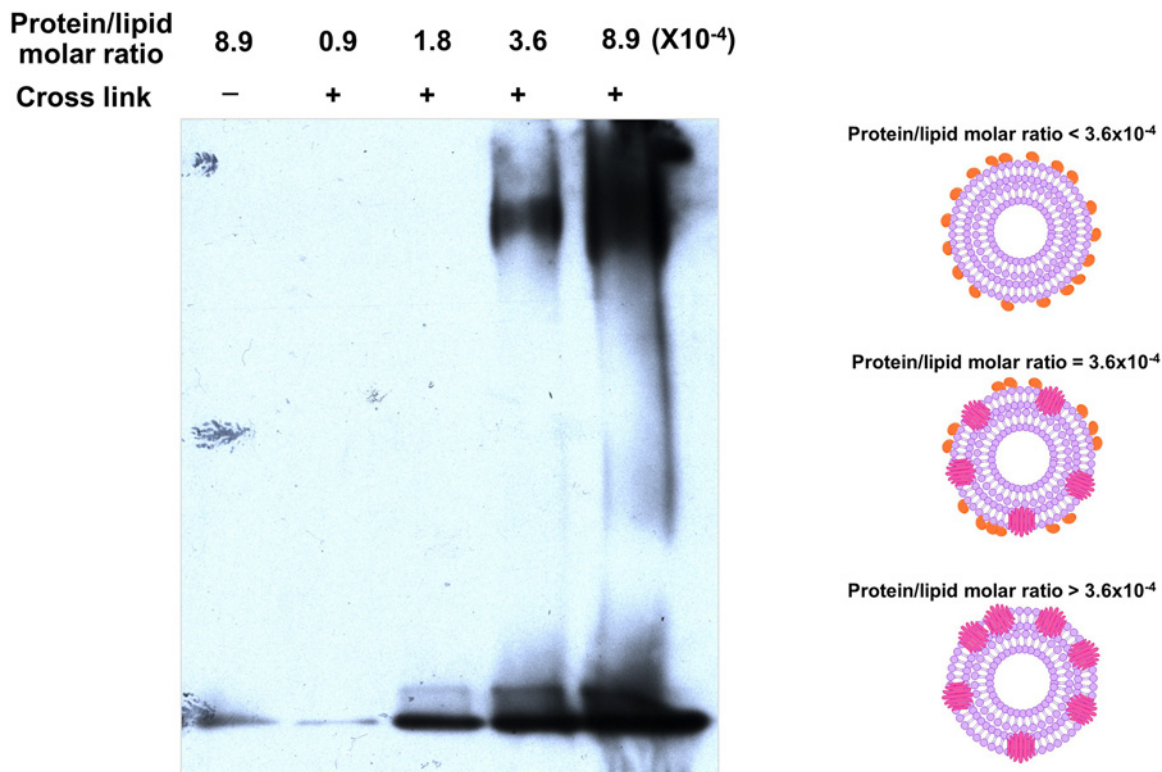 Protein/lipid
molar ratio 8.9 0.9 1.8 3.6 8.9 (X10⁻⁴)
Cross link − + + + +
Protein/lipid molar ratio < 3.6x10⁻⁴
Protein/lipid molar ratio = 3.6x10⁻⁴
Protein/lipid molar ratio > 3.6x10⁻⁴